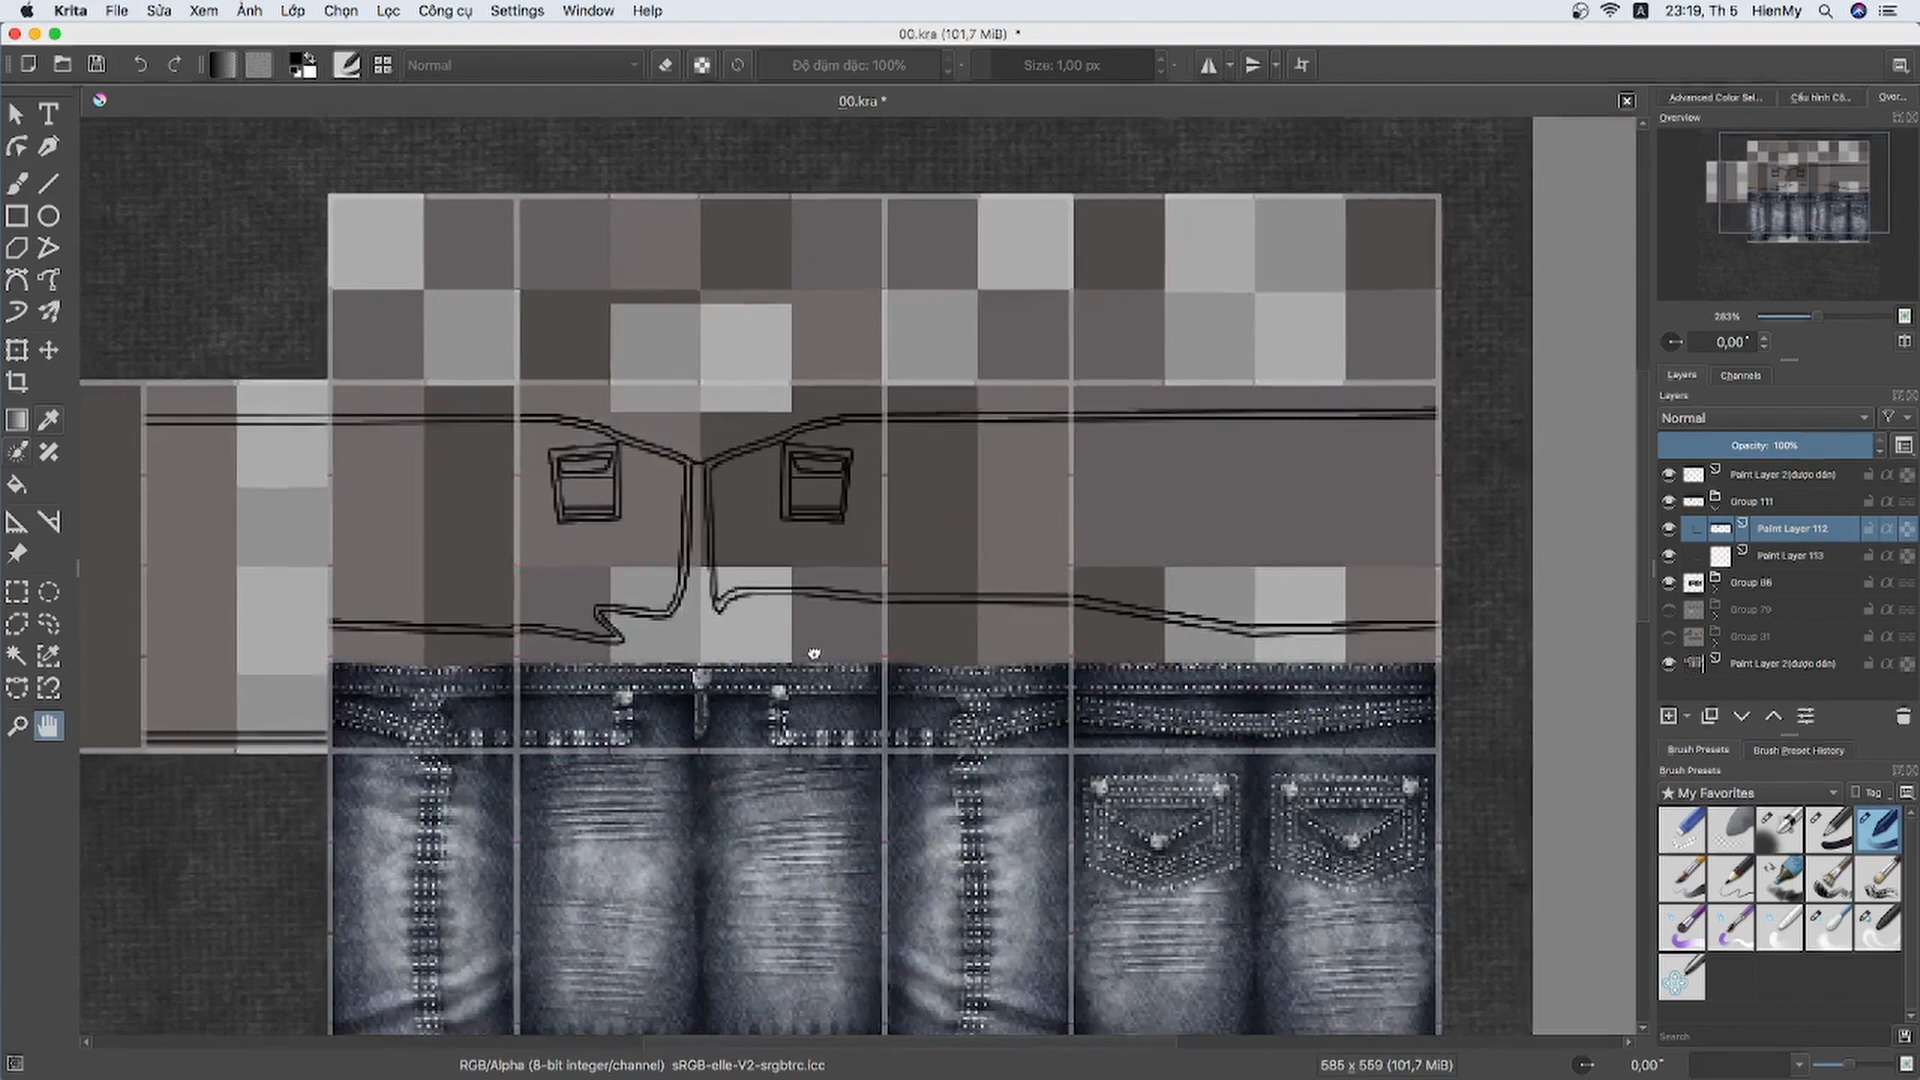 Krita File Sửa Xem Ảnh Lớp Chọn Lọc Công cụ Settings Window Help A 23:19, Th 5 HienMy
00.kra (101,7 MiB) *
Normal Độ đậm đặc: 100% Size: 1,00 px
00.kra *
Advanced Color Sel... Cấu hình Cô... Over...
Overview
283%
0,00°
Layers Channels
Layers
Normal
Opacity: 100%
Paint Layer 2(được dán)
Group 111
Paint Layer 112
Paint Layer 113
Group 86
Group 79
Group 31
Paint Layer 2(được dán)
Brush Presets Brush Preset History
Brush Presets
★ My Favorites Tag
Search
RGB/Alpha (8-bit integer/channel) sRGB-elle-V2-srgbtrc.icc 585 x 559 (101,7 MiB) 0,00°